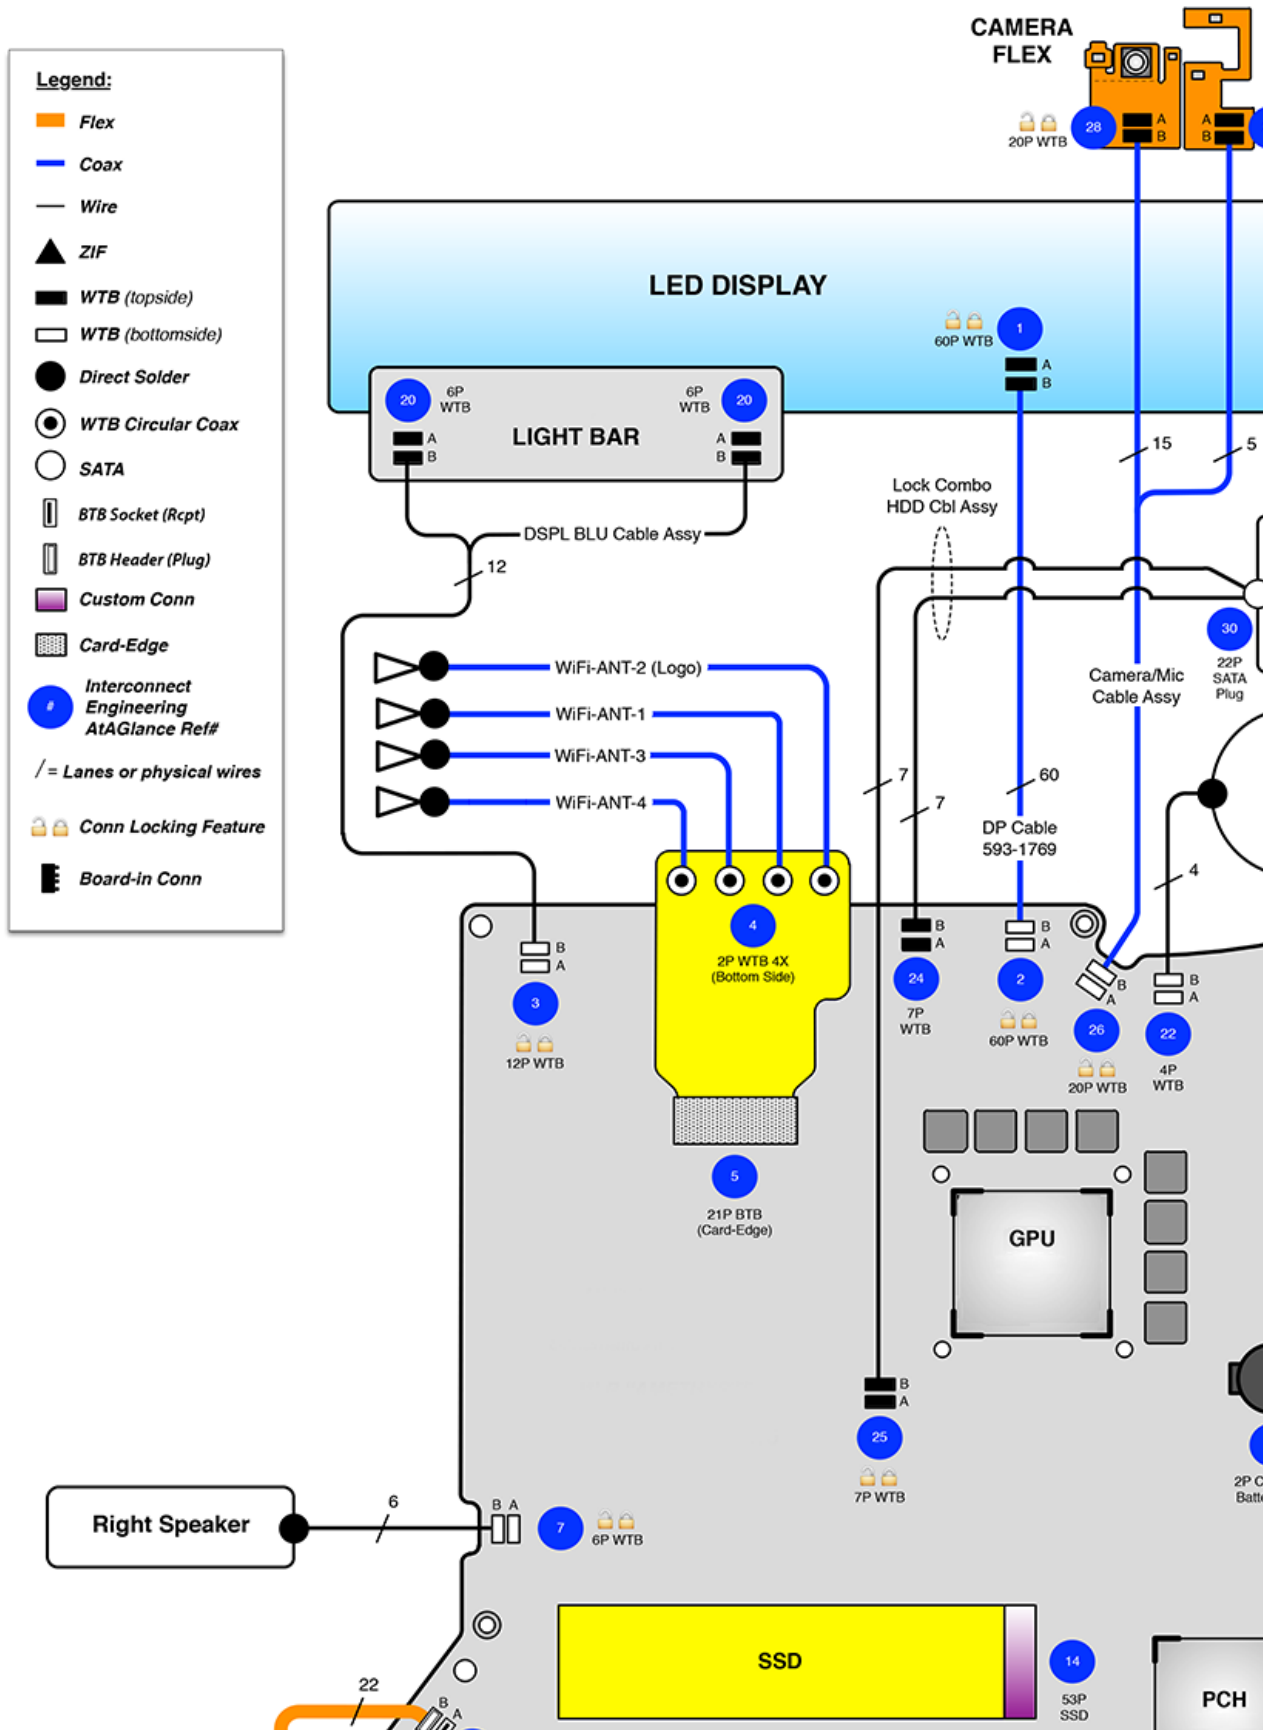 CAMERA
FLEX
Legend:
Flex
Coax
Wire
ZIF
WTB (topside)
WTB (bottomside)
Direct Solder
WTB Circular Coax
SATA
BTB Socket (Rcpt)
BTB Header (Plug)
Custom Conn
Card-Edge
#
Interconnect
Engineering
AtAGlance Ref#
/ = Lanes or physical wires
Conn Locking Feature
Board-in Conn
20P WTB
28
A
B
A
B
LED DISPLAY
60P WTB
1
A
B
20
6P
WTB
6P
WTB
20
LIGHT BAR
A
B
A
B
15
5
Lock Combo
HDD Cbl Assy
DSPL BLU Cable Assy
12
30
22P
SATA
Plug
WiFi-ANT-2 (Logo)
WiFi-ANT-1
WiFi-ANT-3
WiFi-ANT-4
Camera/Mic
Cable Assy
7
7
60
DP Cable
593-1769
4
4
2P WTB 4X
(Bottom Side)
B
A
3
12P WTB
B
A
24
7P
WTB
B
A
2
60P WTB
B
A
26
20P WTB
B
A
22
4P
WTB
5
21P BTB
(Card-Edge)
GPU
B
A
25
7P WTB
2P C
Batte
Right Speaker
6
B A
7
6P WTB
SSD
14
53P
SSD
PCH
22
B
A